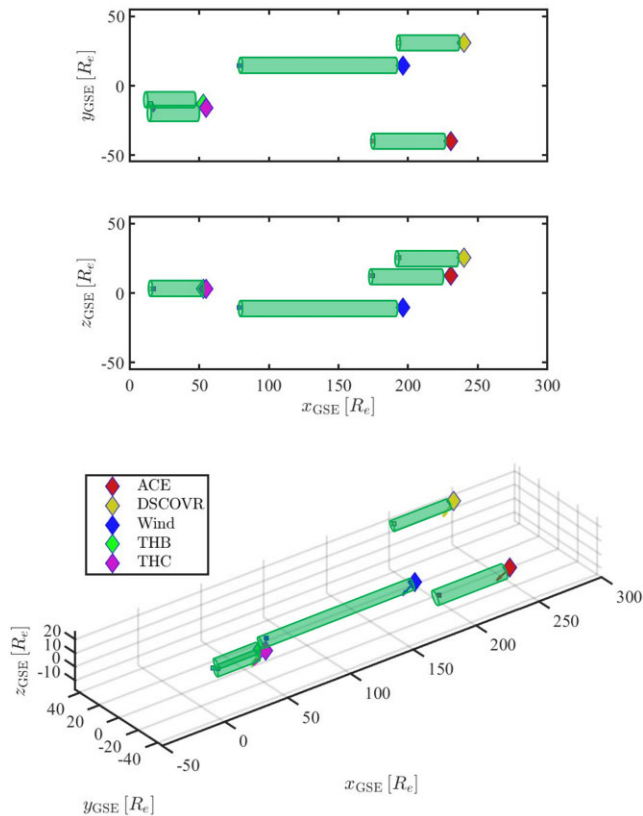 50
0
-50
y_GSE [R_e]
50
0
-50
z_GSE [R_e]
0 50 100 150 200 250 300
x_GSE [R_e]
ACE
DSCOVR
Wind
THB
THC
20
10
0
-10
z_GSE [R_e]
40
20
0
-20
-40
y_GSE [R_e]
-50
0
50
100
150
200
250
300
x_GSE [R_e]